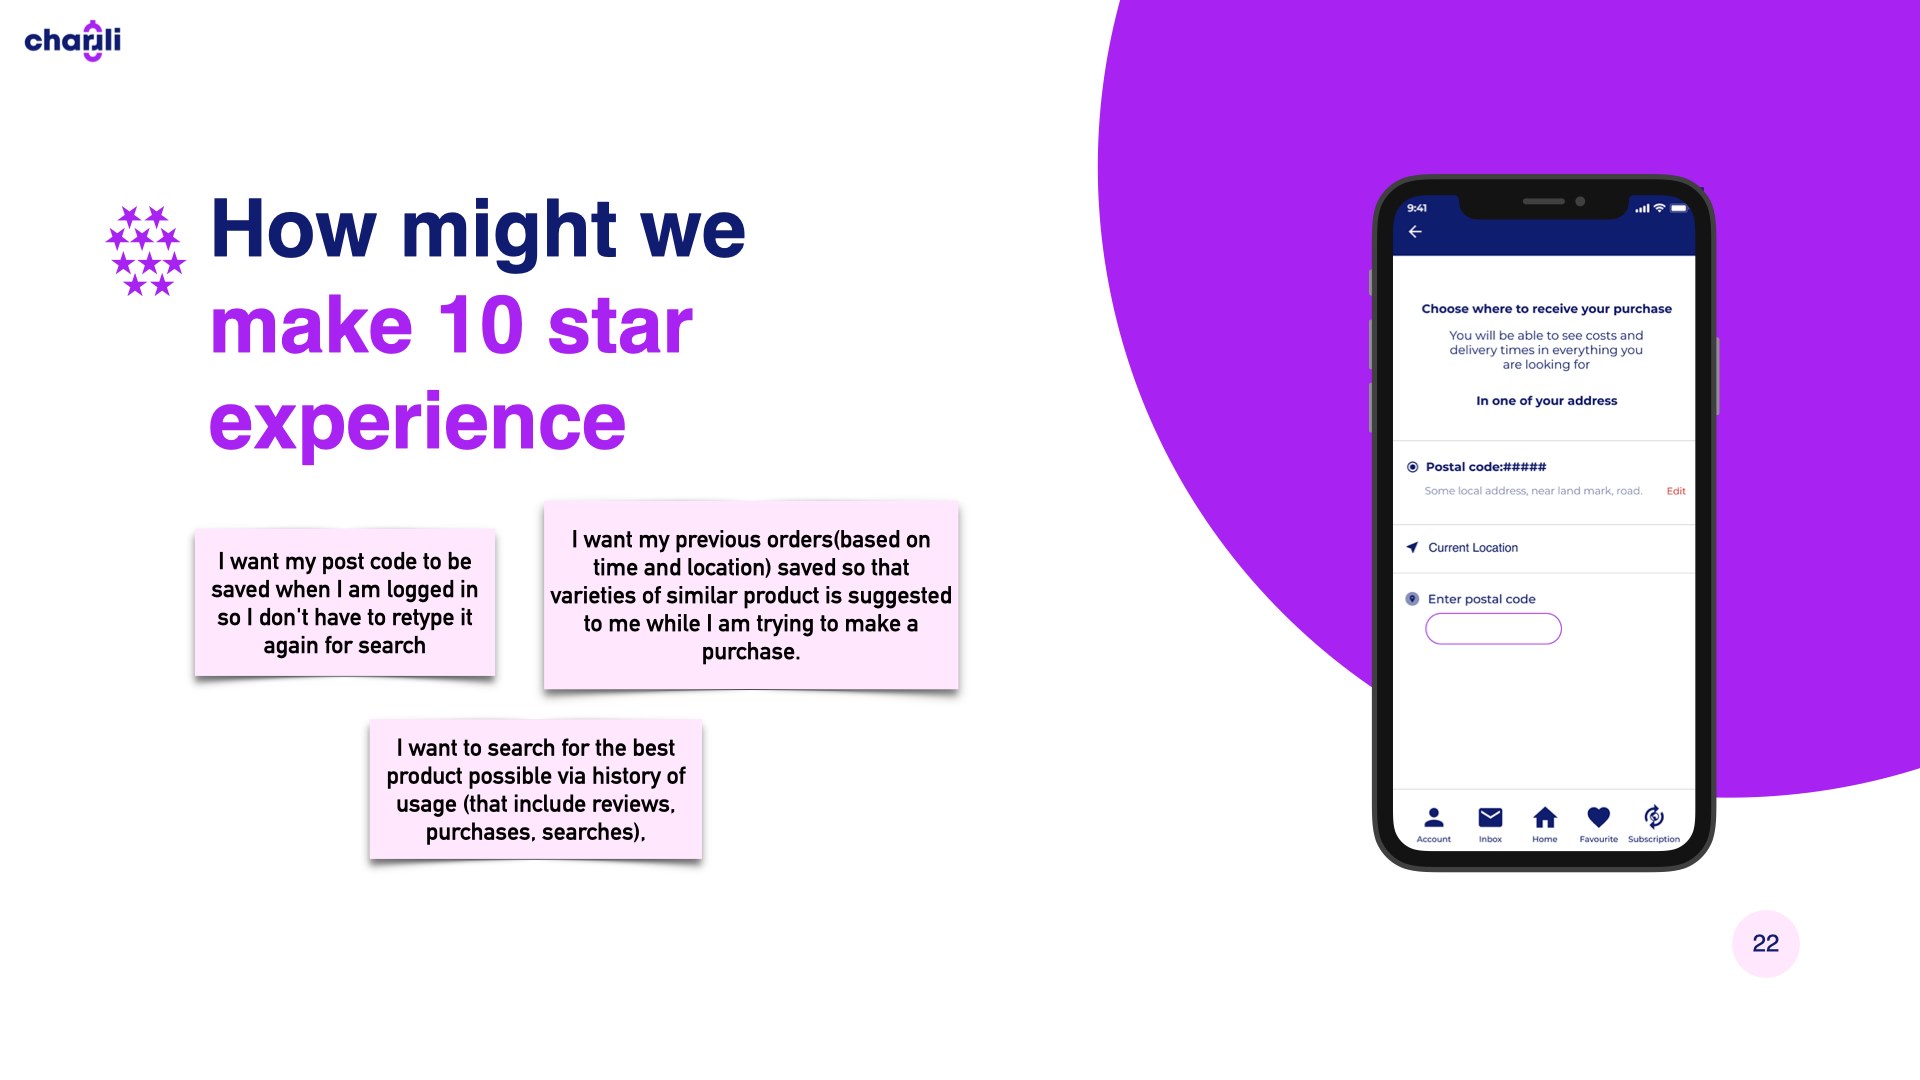 charjli
How might we
make 10 star
experience
I want my post code to be
saved when I am logged in
so I don't have to retype it
again for search
I want my previous orders(based on
time and location) saved so that
varieties of similar product is suggested
to me while I am trying to make a
purchase.
I want to search for the best
product possible via history of
usage (that include reviews,
purchases, searches),
9:41
Choose where to receive your purchase
You will be able to see costs and
delivery times in everything you
are looking for
In one of your address
Postal code:#####
Some local address, near land mark, road.
Edit
Current Location
Enter postal code
Account
Inbox
Home
Favourite
Subscription
22